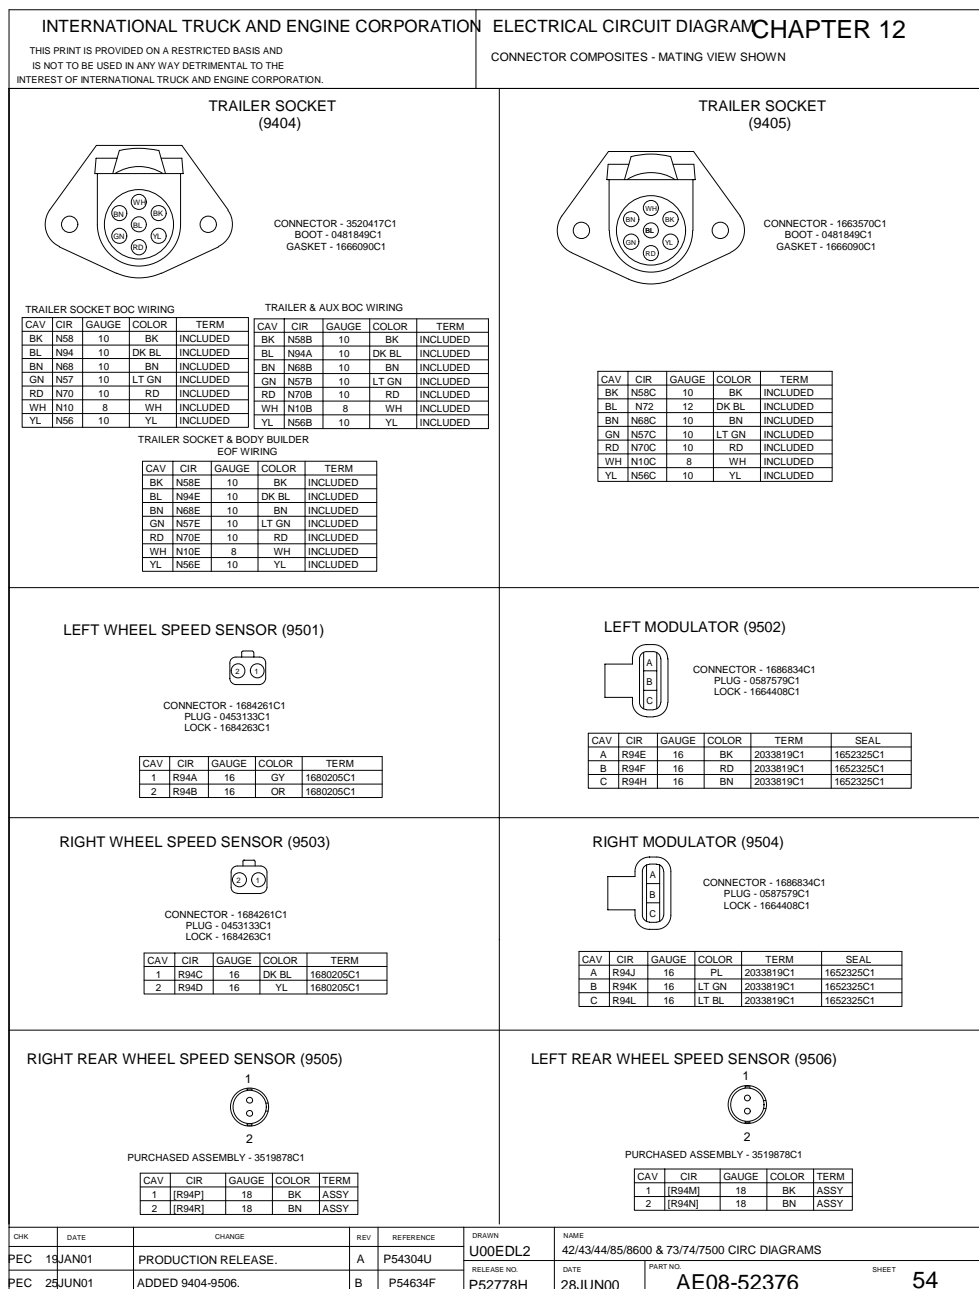 INTERNATIONAL TRUCK AND ENGINE CORPORATION
THIS PRINT IS PROVIDED ON A RESTRICTED BASIS AND
IS NOT TO BE USED IN ANY WAY DETRIMENTAL TO THE
INTEREST OF INTERNATIONAL TRUCK AND ENGINE CORPORATION.
ELECTRICAL CIRCUIT DIAGRAM
CHAPTER 12
CONNECTOR COMPOSITES - MATING VIEW SHOWN
TRAILER SOCKET
(9404)
WH
BN BK
BL
GN YL
RD
CONNECTOR - 3520417C1
BOOT - 0481849C1
GASKET - 1666090C1
TRAILER SOCKET BOC WIRING
CAV CIR GAUGE COLOR TERM
BK N58 10 BK INCLUDED
BL N94 10 DK BL INCLUDED
BN N68 10 BN INCLUDED
GN N57 10 LT GN INCLUDED
RD N70 10 RD INCLUDED
WH N10 8 WH INCLUDED
YL N56 10 YL INCLUDED
TRAILER & AUX BOC WIRING
CAV CIR GAUGE COLOR TERM
BK N58B 10 BK INCLUDED
BL N94A 10 DK BL INCLUDED
BN N68B 10 BN INCLUDED
GN N57B 10 LT GN INCLUDED
RD N70B 10 RD INCLUDED
WH N10B 8 WH INCLUDED
YL N56B 10 YL INCLUDED
TRAILER SOCKET & BODY BUILDER
EOF WIRING
CAV CIR GAUGE COLOR TERM
BK N58E 10 BK INCLUDED
BL N94E 10 DK BL INCLUDED
BN N68E 10 BN INCLUDED
GN N57E 10 LT GN INCLUDED
RD N70E 10 RD INCLUDED
WH N10E 8 WH INCLUDED
YL N56E 10 YL INCLUDED
TRAILER SOCKET
(9405)
WH
BN BK
BL
GN YL
RD
CONNECTOR - 1663570C1
BOOT - 0481849C1
GASKET - 1666090C1
CAV CIR GAUGE COLOR TERM
BK N58C 10 BK INCLUDED
BL N72 12 DK BL INCLUDED
BN N68C 10 BN INCLUDED
GN N57C 10 LT GN INCLUDED
RD N70C 10 RD INCLUDED
WH N10C 8 WH INCLUDED
YL N56C 10 YL INCLUDED
LEFT WHEEL SPEED SENSOR (9501)
2 1
CONNECTOR - 1684261C1
PLUG - 0453133C1
LOCK - 1684263C1
CAV CIR GAUGE COLOR TERM
1 R94A 16 GY 1680205C1
2 R94B 16 OR 1680205C1
LEFT MODULATOR (9502)
A
B
C
CONNECTOR - 1686834C1
PLUG - 0587579C1
LOCK - 1664408C1
CAV CIR GAUGE COLOR TERM SEAL
A R94E 16 BK 2033819C1 1652325C1
B R94F 16 RD 2033819C1 1652325C1
C R94H 16 BN 2033819C1 1652325C1
RIGHT WHEEL SPEED SENSOR (9503)
2 1
CONNECTOR - 1684261C1
PLUG - 0453133C1
LOCK - 1684263C1
CAV CIR GAUGE COLOR TERM
1 R94C 16 DK BL 1680205C1
2 R94D 16 YL 1680205C1
RIGHT MODULATOR (9504)
A
B
C
CONNECTOR - 1686834C1
PLUG - 0587579C1
LOCK - 1664408C1
CAV CIR GAUGE COLOR TERM SEAL
A R94J 16 PL 2033819C1 1652325C1
B R94K 16 LT GN 2033819C1 1652325C1
C R94L 16 LT BL 2033819C1 1652325C1
RIGHT REAR WHEEL SPEED SENSOR (9505)
1
2
PURCHASED ASSEMBLY - 3519878C1
CAV CIR GAUGE COLOR TERM
1 [R94P] 18 BK ASSY
2 [R94R] 18 BN ASSY
LEFT REAR WHEEL SPEED SENSOR (9506)
1
2
PURCHASED ASSEMBLY - 3519878C1
CAV CIR GAUGE COLOR TERM
1 [R94M] 18 BK ASSY
2 [R94N] 18 BN ASSY
CHK DATE CHANGE REV REFERENCE
PEC 19JAN01 PRODUCTION RELEASE. A P54304U
PEC 25JUN01 ADDED 9404-9506. B P54634F
DRAWN
U00EDL2
NAME
42/43/44/85/8600 & 73/74/7500 CIRC DIAGRAMS
RELEASE NO.
P52778H
DATE
28JUN00
PART NO.
AE08-52376
SHEET
54